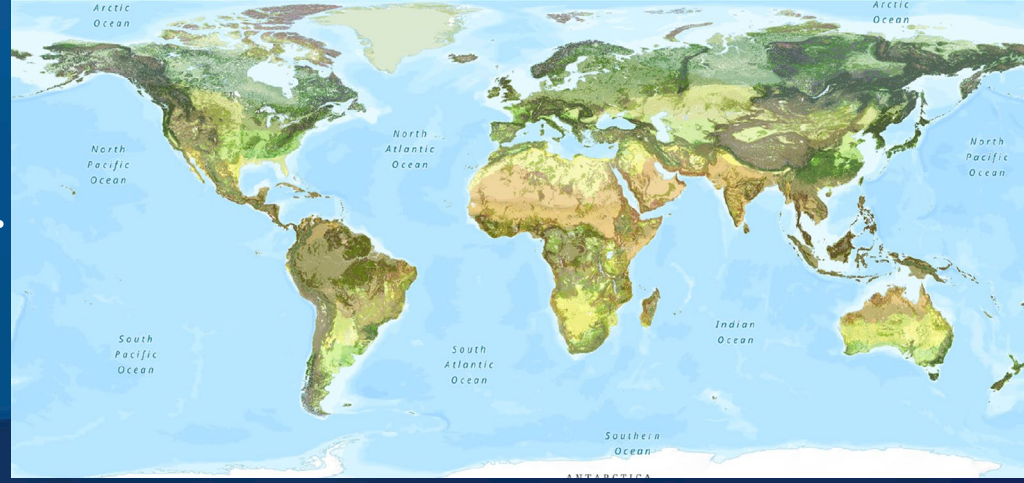 Arctic
Ocean
Arctic
Ocean
North
Atlantic
Ocean
North
Pacific
Ocean
North
Pacific
Ocean
South
Pacific
Ocean
South
Atlantic
Ocean
Indian
Ocean
Southern
Ocean
ANTARCTICA